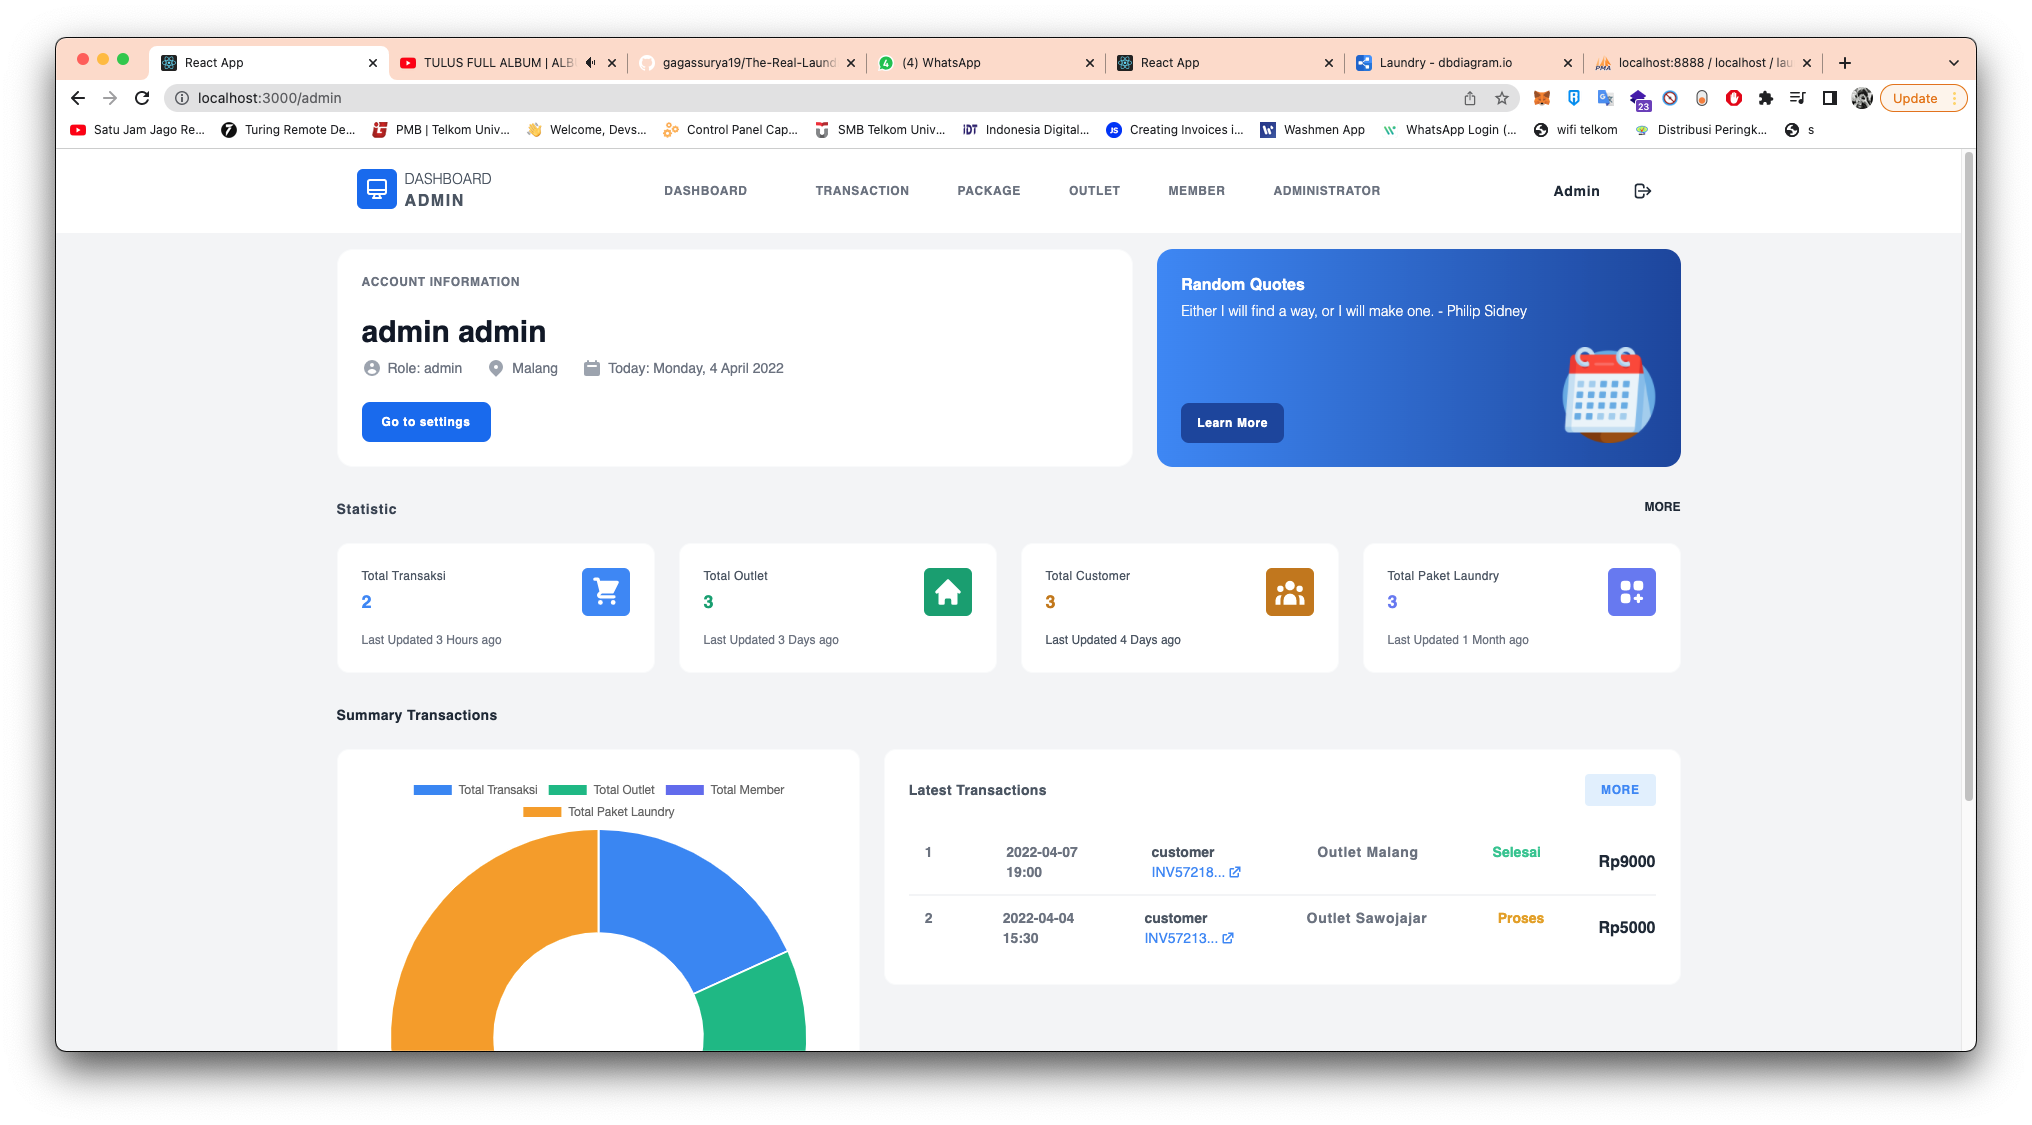 React App
TULUS FULL ALBUM | ALB
gagassurya19/The-Real-Laund
(4) WhatsApp
React App
Laundry - dbdiagram.io
localhost:8888 / localhost / lau
localhost:3000/admin
23
Update
Satu Jam Jago Re...
Turing Remote De...
PMB | Telkom Univ...
Welcome, Devs...
Control Panel Cap...
SMB Telkom Univ...
iDT Indonesia Digital...
JS Creating Invoices i...
Washmen App
WhatsApp Login (...
wifi telkom
Distribusi Peringk...
s
DASHBOARD
ADMIN
DASHBOARD
TRANSACTION
PACKAGE
OUTLET
MEMBER
ADMINISTRATOR
Admin
ACCOUNT INFORMATION
admin admin
Role: admin
Malang
Today: Monday, 4 April 2022
Go to settings
Random Quotes
Either I will find a way, or I will make one. - Philip Sidney
Learn More
Statistic
MORE
Total Transaksi
2
Last Updated 3 Hours ago
Total Outlet
3
Last Updated 3 Days ago
Total Customer
3
Last Updated 4 Days ago
Total Paket Laundry
3
Last Updated 1 Month ago
Summary Transactions
Total Transaksi
Total Outlet
Total Member
Total Paket Laundry
Latest Transactions
MORE
1
2022-04-07
19:00
customer
INV57218...
Outlet Malang
Selesai
Rp9000
2
2022-04-04
15:30
customer
INV57213...
Outlet Sawojajar
Proses
Rp5000